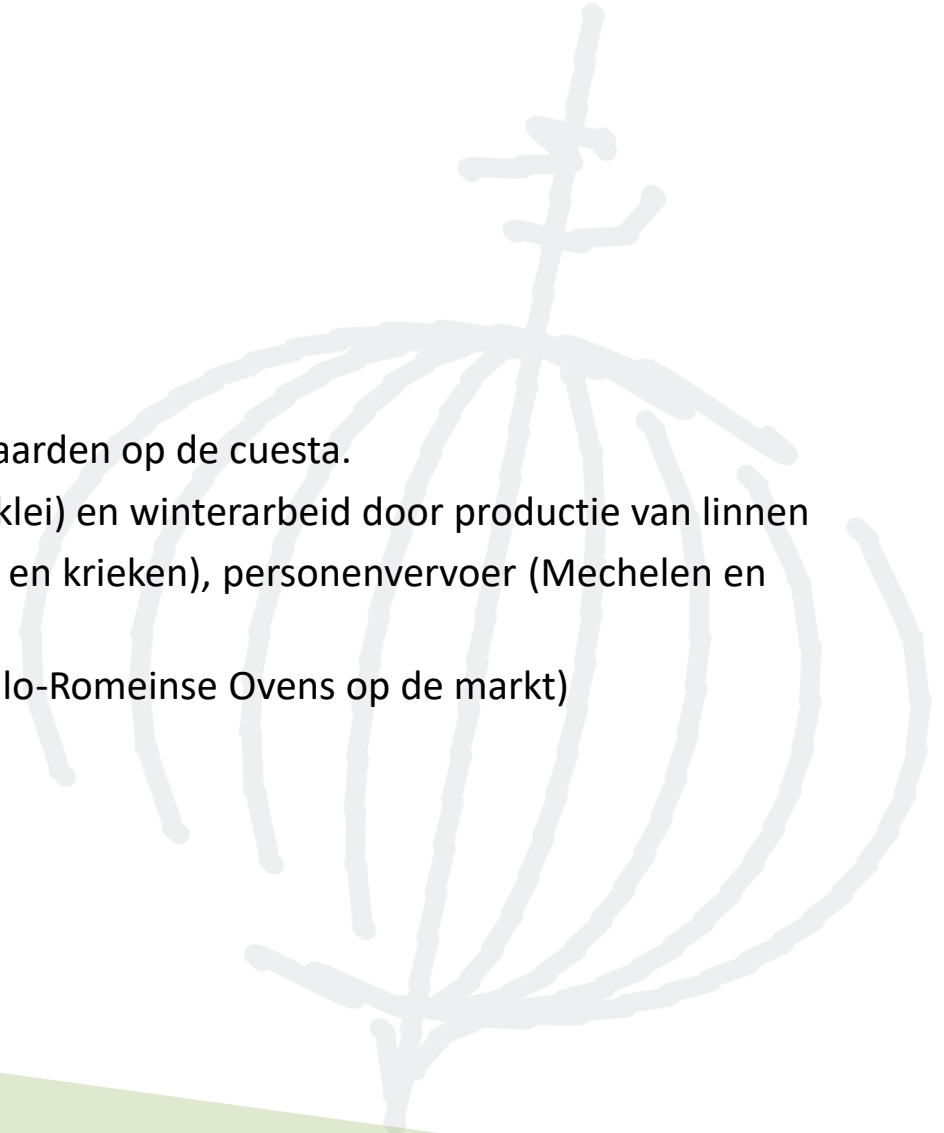 aarden op de cuesta.
klei) en winterarbeid door productie van linnen
en krieken), personenvervoer (Mechelen en
lo-Romeinse Ovens op de markt)